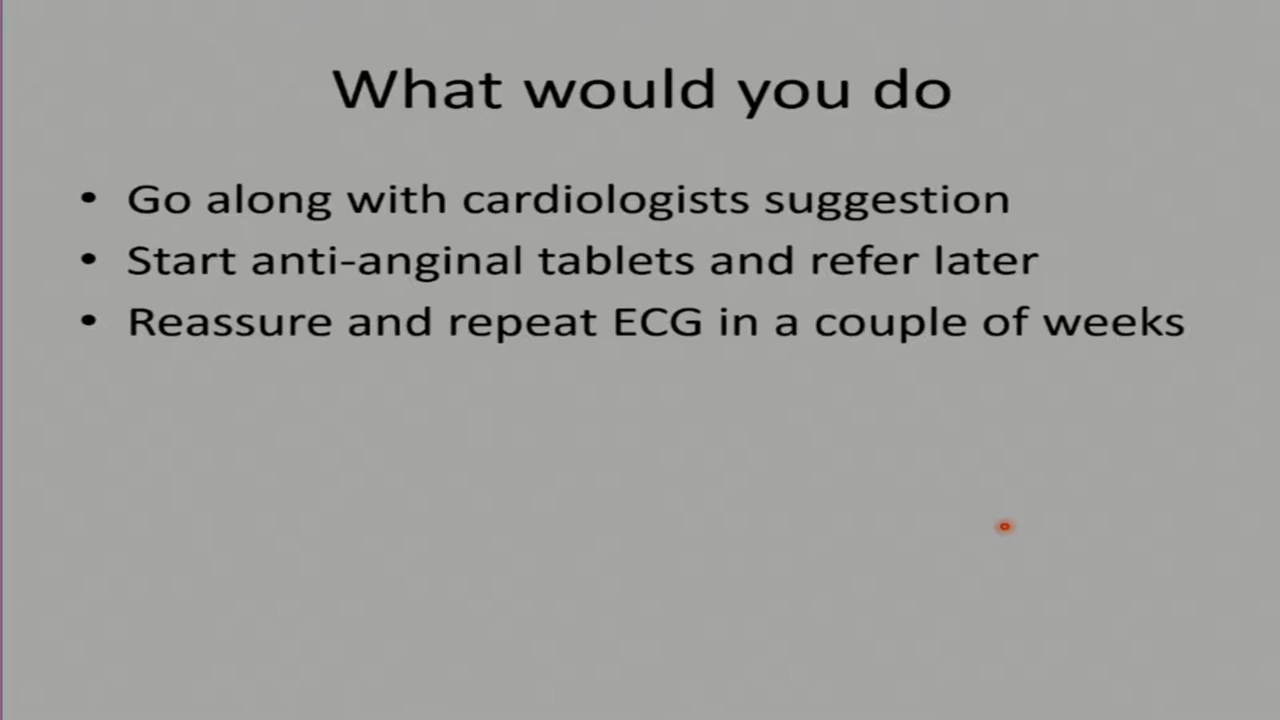 What would you do
• Go along with cardiologists suggestion
• Start anti-anginal tablets and refer later
• Reassure and repeat ECG in a couple of weeks